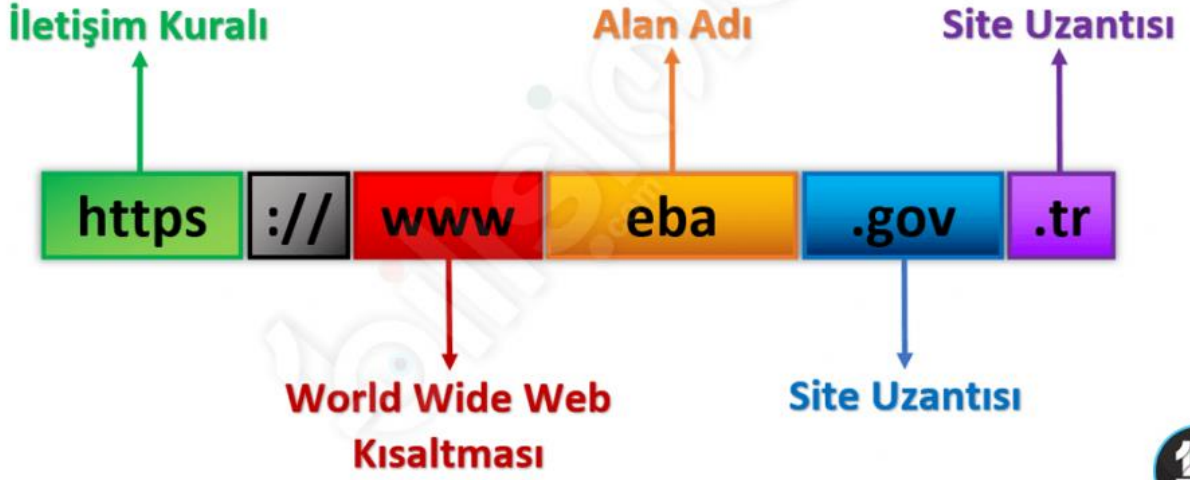 İletişim Kuralı
Alan Adı
Site Uzantısı
https :// www eba .gov .tr
World Wide Web
Kısaltması
Site Uzantısı